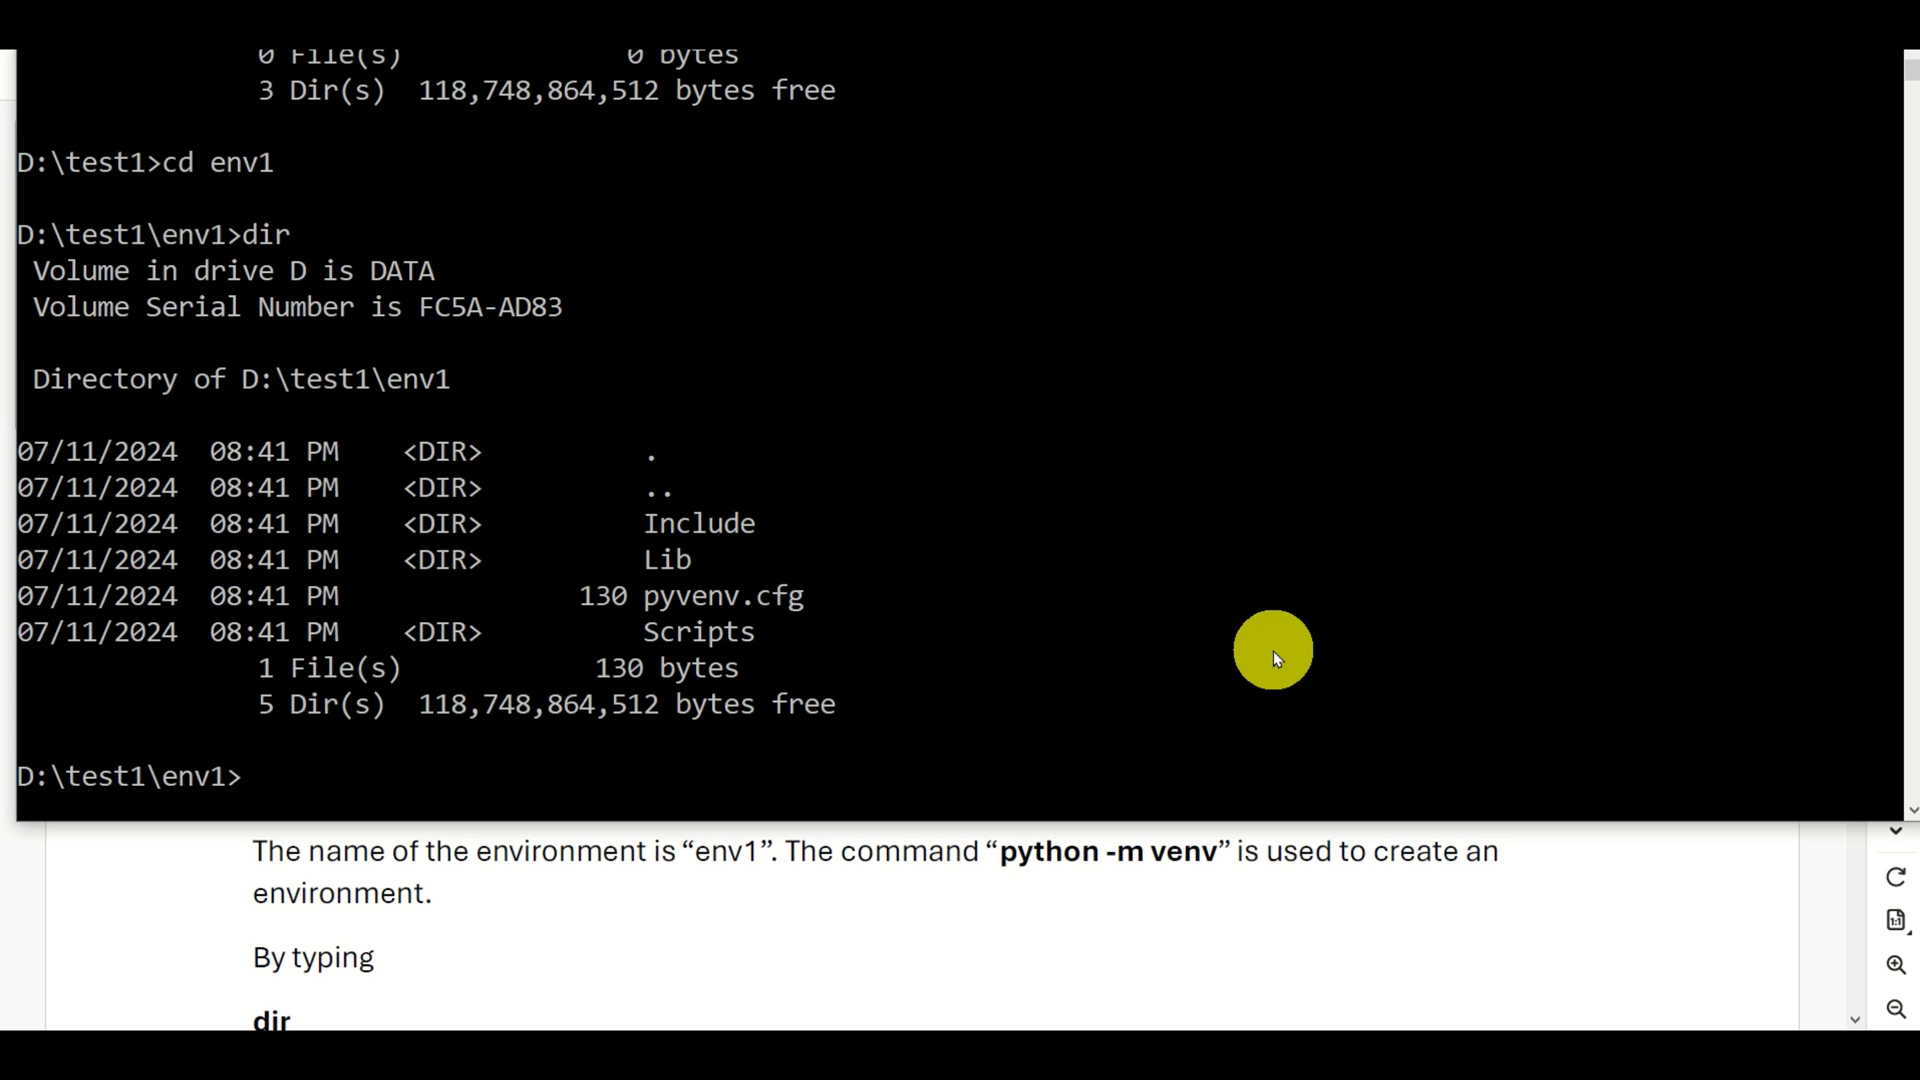 0 File(s) 0 bytes
3 Dir(s) 118,748,864,512 bytes free
D:\test1>cd env1
D:\test1\env1>dir
Volume in drive D is DATA
Volume Serial Number is FC5A-AD83
Directory of D:\test1\env1
07/11/2024 08:41 PM <DIR> .
07/11/2024 08:41 PM <DIR> ..
07/11/2024 08:41 PM <DIR> Include
07/11/2024 08:41 PM <DIR> Lib
07/11/2024 08:41 PM 130 pyvenv.cfg
07/11/2024 08:41 PM <DIR> Scripts
1 File(s) 130 bytes
5 Dir(s) 118,748,864,512 bytes free
D:\test1\env1>
The name of the environment is “env1”. The command “python -m venv” is used to create an
environment.
By typing
dir